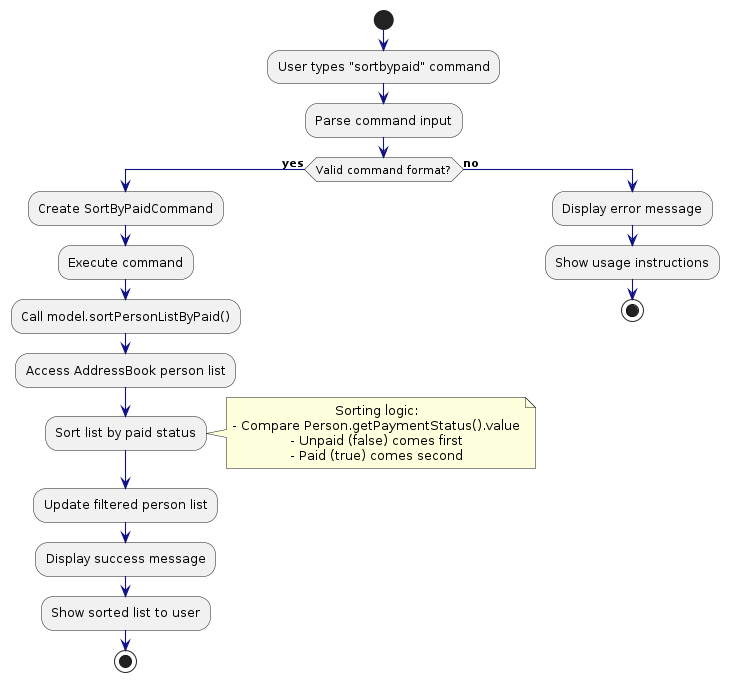 User types "sortbypaid" command
Parse command input
yes
Valid command format?
no
Create SortByPaidCommand
Display error message
Execute command
Show usage instructions
Call model.sortPersonListByPaid()
Access AddressBook person list
Sort list by paid status
Sorting logic:
- Compare Person.getPaymentStatus().value
- Unpaid (false) comes first
- Paid (true) comes second
Update filtered person list
Display success message
Show sorted list to user